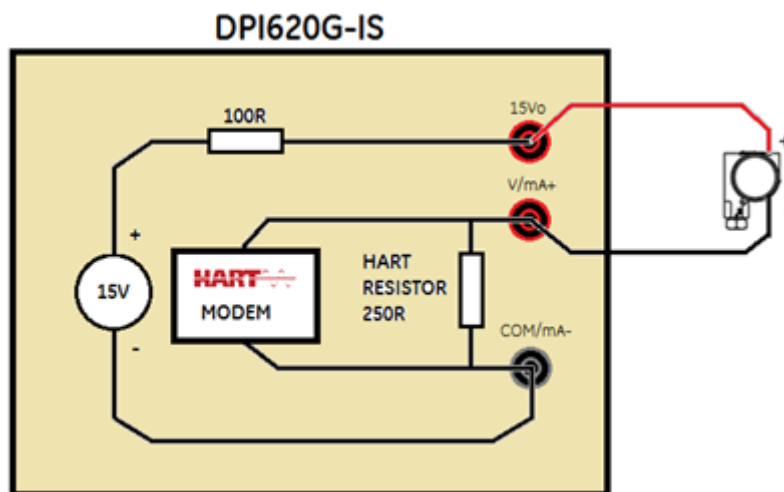 DPI620G-IS
100R
15Vo
V/mA+
+
+
15V
HART
MODEM
HART
RESISTOR
250R
COM/mA-
-